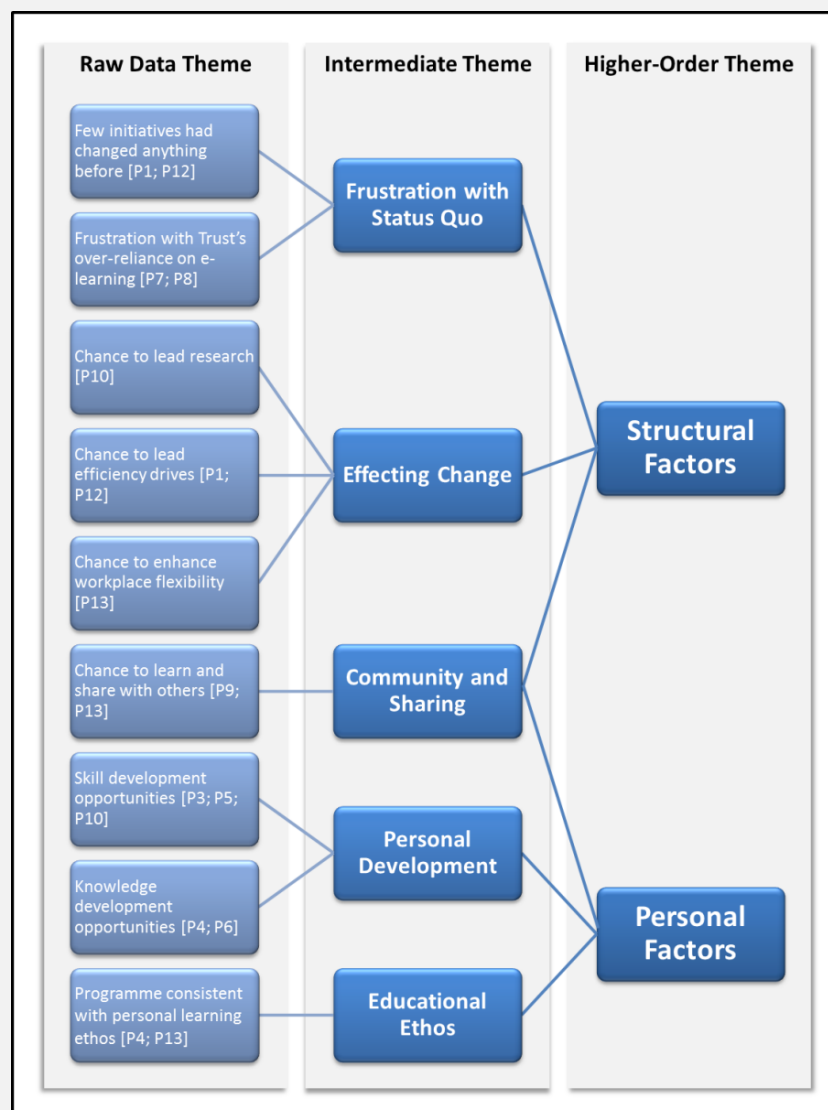 Raw Data Theme
Intermediate Theme
Higher-Order Theme
Few initiatives had
changed anything
before [P1; P12]
Frustration with Trust's
over-reliance on e-
learning [P7; P8]
Chance to lead research
[P10]
Chance to lead
efficiency drives [P1;
P12]
Chance to enhance
workplace flexibility
[P13]
Chance to learn and
share with others [P9;
P13]
Skill development
opportunities [P3; P5;
P10]
Knowledge
development
opportunities [P4; P6]
Programme consistent
with personal learning
ethos [P4; P13]
Frustration with
Status Quo
Effecting Change
Community and
Sharing
Personal
Development
Educational
Ethos
Structural
Factors
Personal
Factors